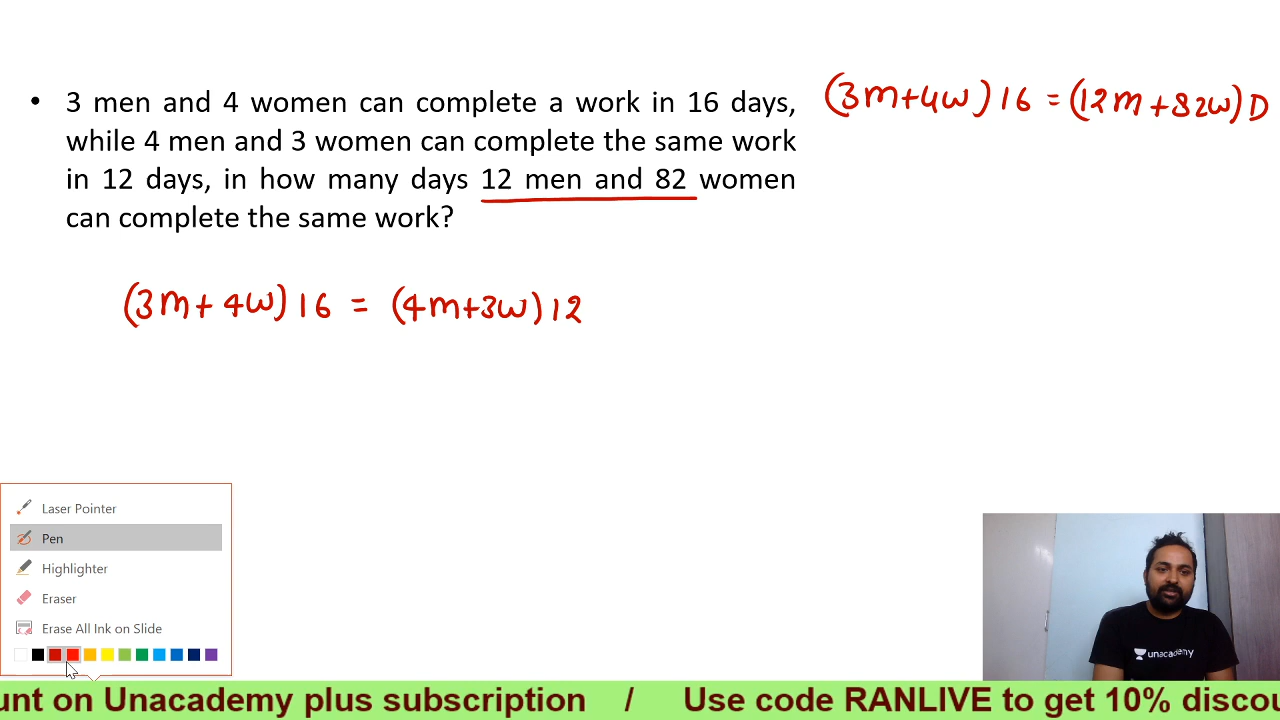 • 3 men and 4 women can complete a work in 16 days,
while 4 men and 3 women can complete the same work
in 12 days, in how many days 12 men and 82 women
can complete the same work?
(3m+4w) 16 = (12m+82w) D
(3m+4w) 16 = (4m+3w) 12
Laser Pointer
Pen
Highlighter
Eraser
Erase All Ink on Slide
unacademy
unt on Unacademy plus subscription / Use code RANLIVE to get 10% discou